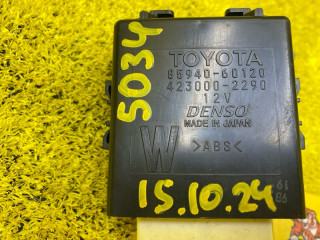 TOYOTA
85940-60120
423000-2290
12V
DENSO
MADE IN JAPAN
W
>ABS<
5034
15.10.24